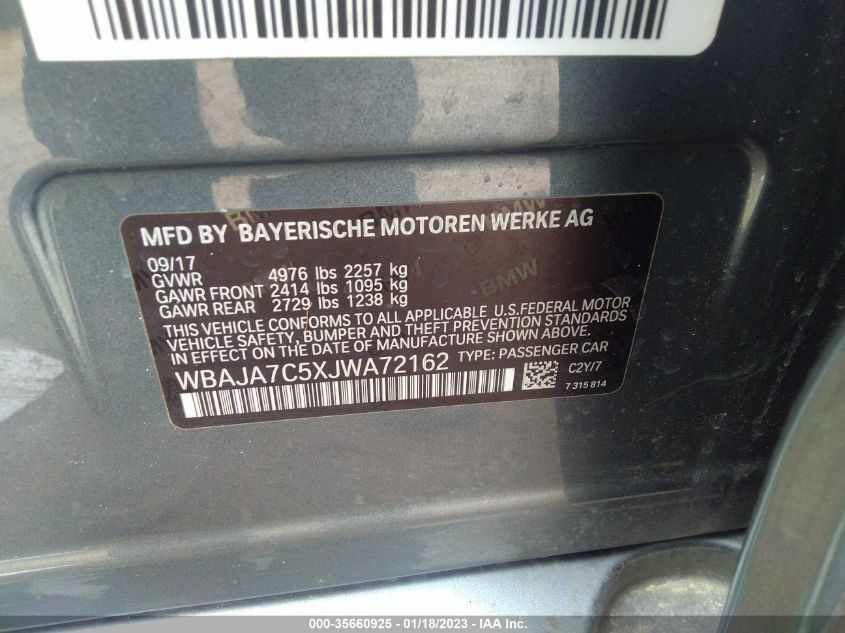 MFD BY BAYERISCHE MOTOREN WERKE AG
09/17
GVWR 4976 lbs 2257 kg
GAWR FRONT 2414 lbs 1095 kg
GAWR REAR 2729 lbs 1238 kg
THIS VEHICLE CONFORMS TO ALL APPLICABLE U.S.FEDERAL MOTOR
VEHICLE SAFETY, BUMPER AND THEFT PREVENTION STANDARDS
IN EFFECT ON THE DATE OF MANUFACTURE SHOWN ABOVE.
WBAJA7C5XJWA72162 TYPE: PASSENGER CAR
C2Y/7
7 315 814
000-35660925 / 01/18/2023 / IAA Inc.